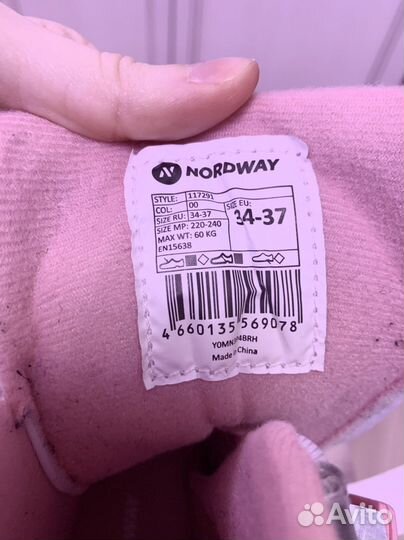 NORDWAY
STYLE: 117291
COL: 00
SIZE RU: 34-37
SIZE MP: 220-240
MAX WT: 60 KG
EN15638
SIZE EU:
34-37
4 660135 569078
Made in China
Avito